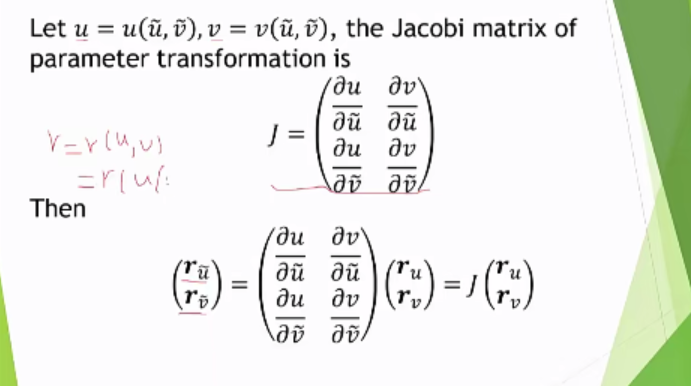 Let u = u(ũ, ṽ), v = v(ũ, ṽ), the Jacobi matrix of
parameter transformation is
J = ( ∂u/∂ũ ∂v/∂ũ
∂u/∂ṽ ∂v/∂ṽ )
r=r(u,v)
=r(u(
Then
( r_ũ r_ṽ ) = ( ∂u/∂ũ ∂v/∂ũ ∂u/∂ṽ ∂v/∂ṽ ) ( r_u r_v ) = J ( r_u r_v )